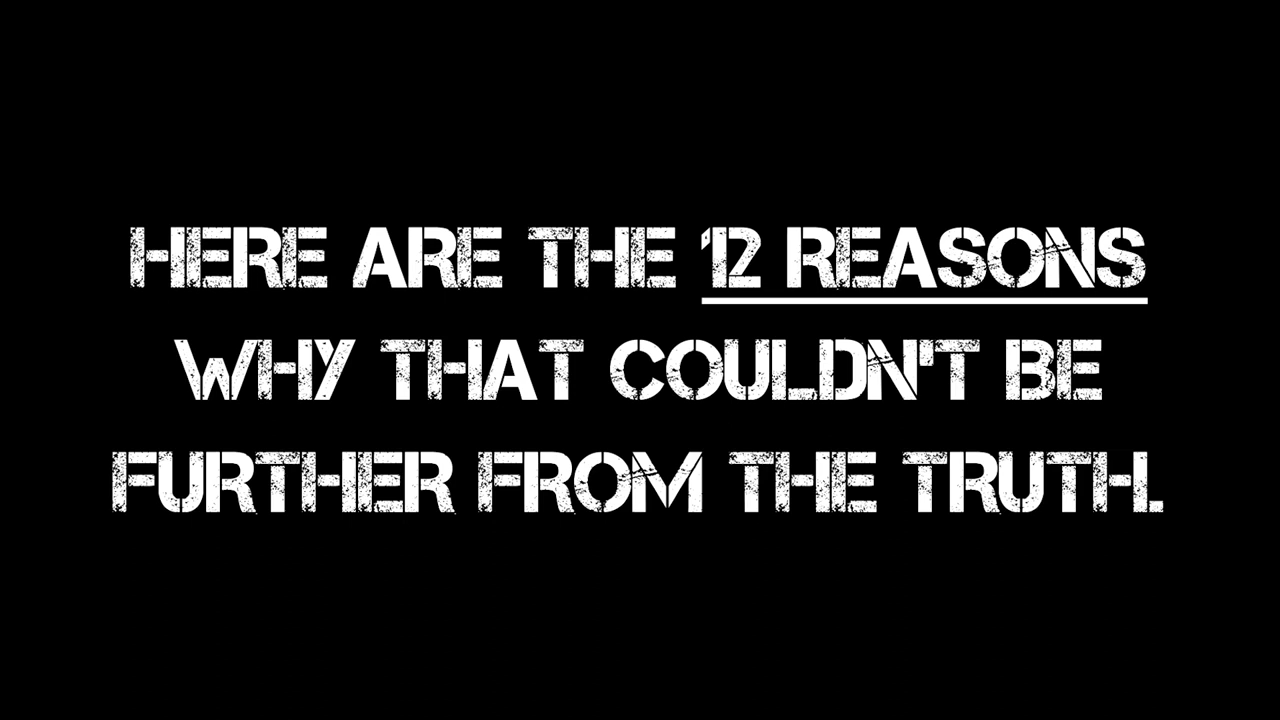 HERE ARE THE 12 REASONS
WHY THAT COULDN'T BE
FURTHER FROM THE TRUTH.